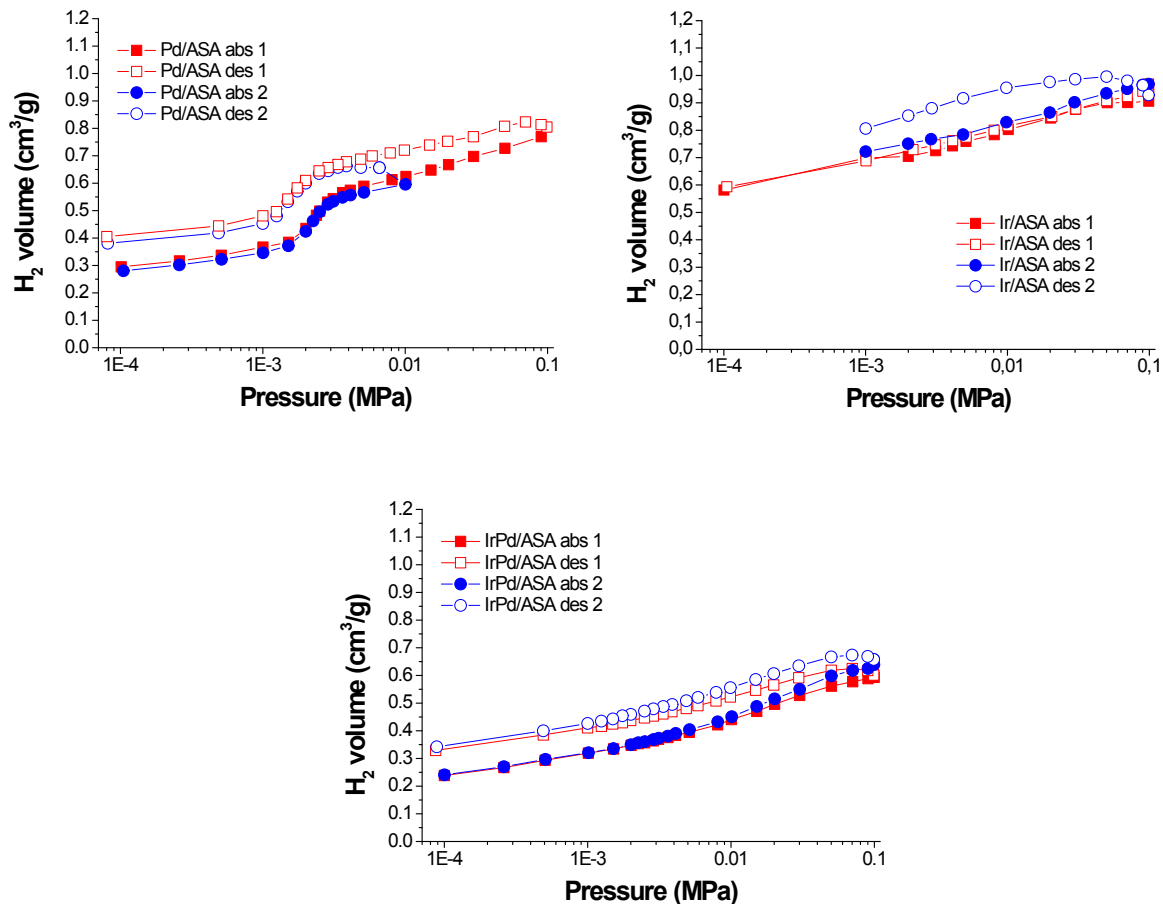 1.2
1.1
1.0
0.9
0.8
0.7
0.6
0.5
0.4
0.3
0.2
0.1
0.0
H2 volume (cm3/g)
Pd/ASA abs 1
Pd/ASA des 1
Pd/ASA abs 2
Pd/ASA des 2
1E-4 1E-3 0.01 0.1
Pressure (MPa)
1,2
1,1
1,0
0,9
0,8
0,7
0,6
0,5
0,4
0,3
0,2
0,1
0,0
H2 volume (cm3/g)
Ir/ASA abs 1
Ir/ASA des 1
Ir/ASA abs 2
Ir/ASA des 2
1E-4 1E-3 0,01 0,1
Pressure (MPa)
1.2
1.1
1.0
0.9
0.8
0.7
0.6
0.5
0.4
0.3
0.2
0.1
0.0
H2 volume (cm3/g)
IrPd/ASA abs 1
IrPd/ASA des 1
IrPd/ASA abs 2
IrPd/ASA des 2
1E-4 1E-3 0.01 0.1
Pressure (MPa)